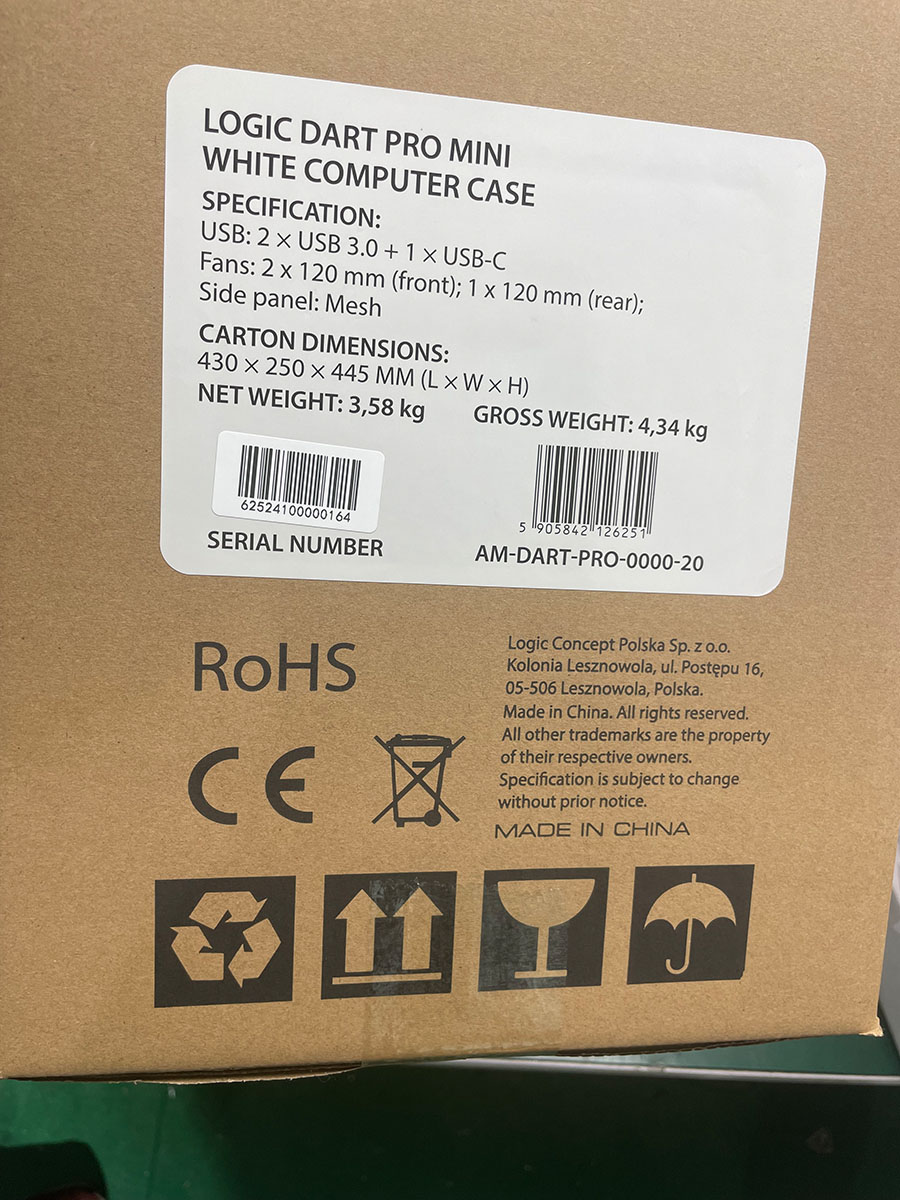 LOGIC DART PRO MINI
WHITE COMPUTER CASE
SPECIFICATION:
USB: 2 × USB 3.0 + 1 × USB-C
Fans: 2 x 120 mm (front); 1 x 120 mm (rear);
Side panel: Mesh
CARTON DIMENSIONS:
430 × 250 × 445 MM (L × W × H)
NET WEIGHT: 3,58 kg GROSS WEIGHT: 4,34 kg
62524100000164
5 905842 126251
SERIAL NUMBER
AM-DART-PRO-0000-20
RoHS
CE
Logic Concept Polska Sp. z o.o.
Kolonia Lesznowola, ul. Postępu 16,
05-506 Lesznowola, Polska.
Made in China. All rights reserved.
All other trademarks are the property
of their respective owners.
Specification is subject to change
without prior notice.
MADE IN CHINA